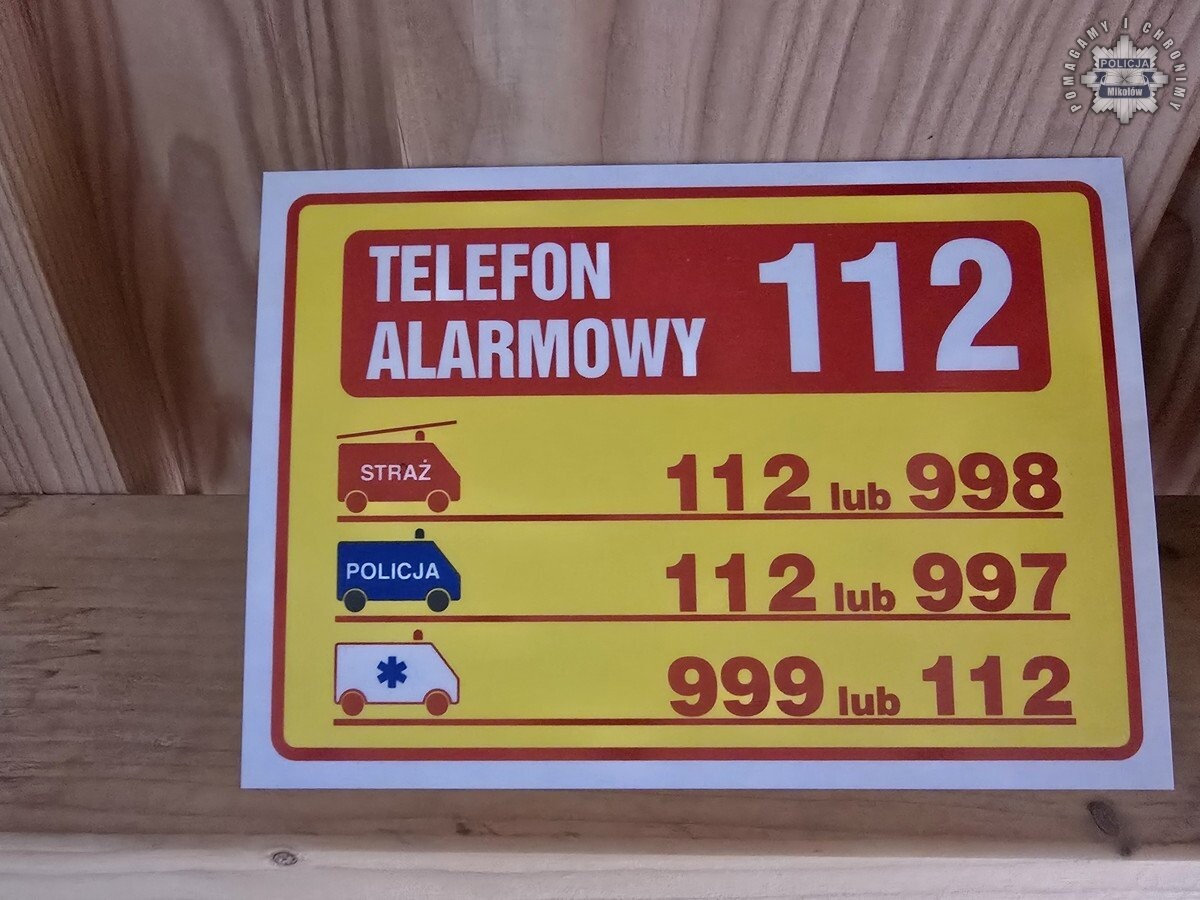 POMAGAMY I CHRONIMY
POLICJA
Mikołów
TELEFON
ALARMOWY
112
STRAŻ
112 lub 998
POLICJA
112 lub 997
999 lub 112